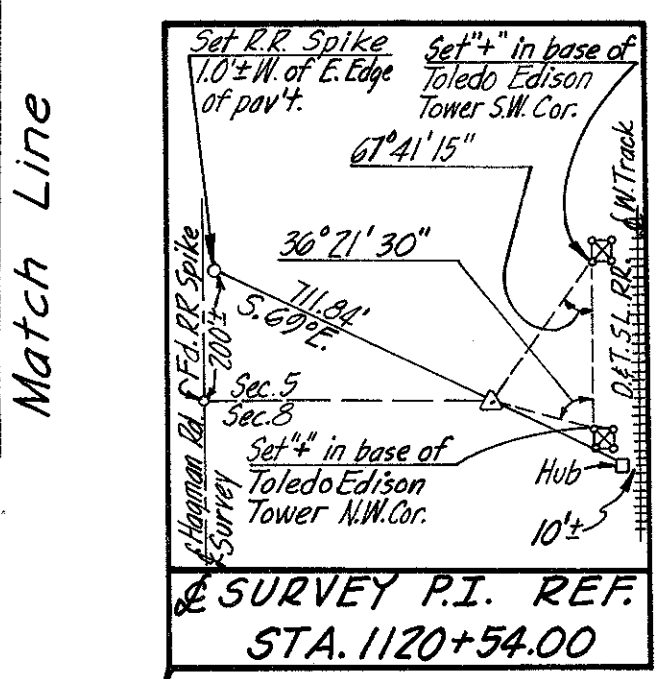 Match Line
Set R.R. Spike
1.0'± W. of E. Edge
of pav't.
Set "+" in base of
Toledo Edison
Tower S.W. Cor.
67°41'15"
36°21'30"
711.84'
S. 69°E.
200'±
Fd. RR Spike
Sec. 5
Sec. 8
℄ Hagman Rd.
℄ Survey
Set "+" in base of
Toledo Edison
Tower N.W. Cor.
Hub
10'±
D.&T.S.L. RR, ℄ W. Track
℄ SURVEY P.I. REF.
STA. 1120+54.00